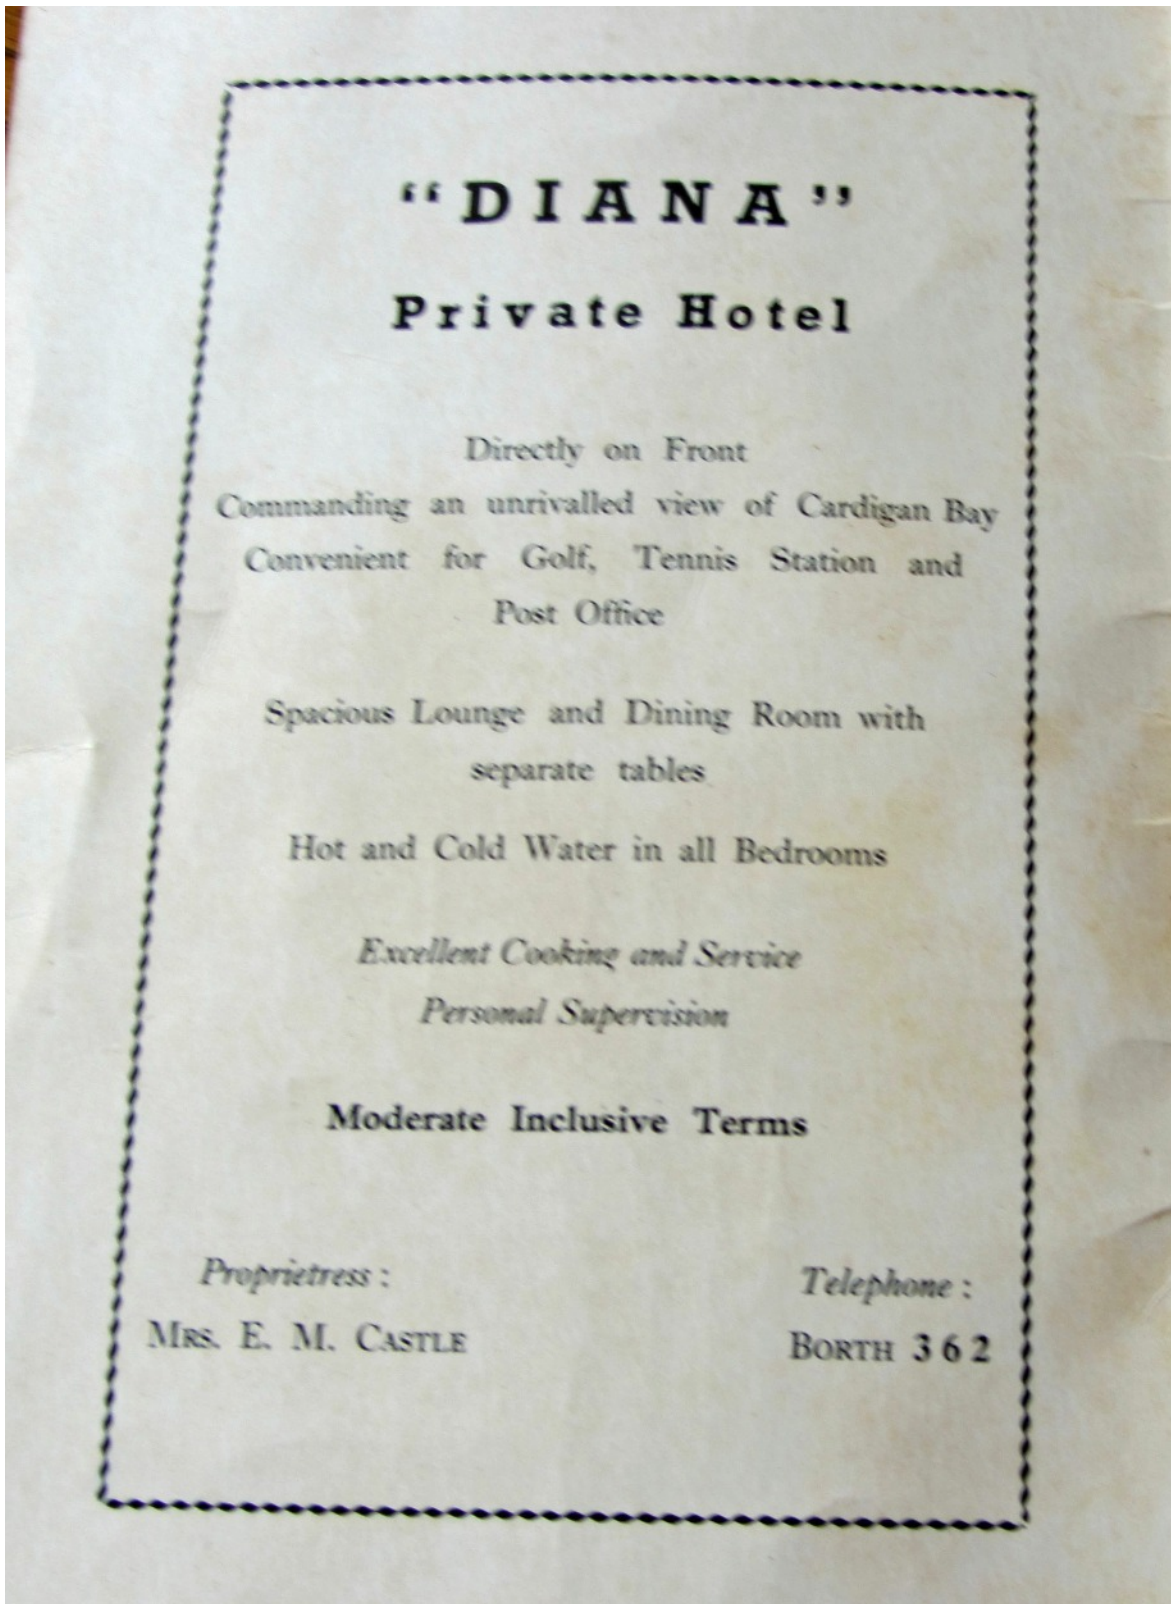 “DIANA”
Private Hotel
Directly on Front
Commanding an unrivalled view of Cardigan Bay
Convenient for Golf, Tennis Station and
Post Office
Spacious Lounge and Dining Room with
separate tables
Hot and Cold Water in all Bedrooms
Excellent Cooking and Service
Personal Supervision
Moderate Inclusive Terms
Proprietress :
MRS. E. M. CASTLE
Telephone :
BORTH 362